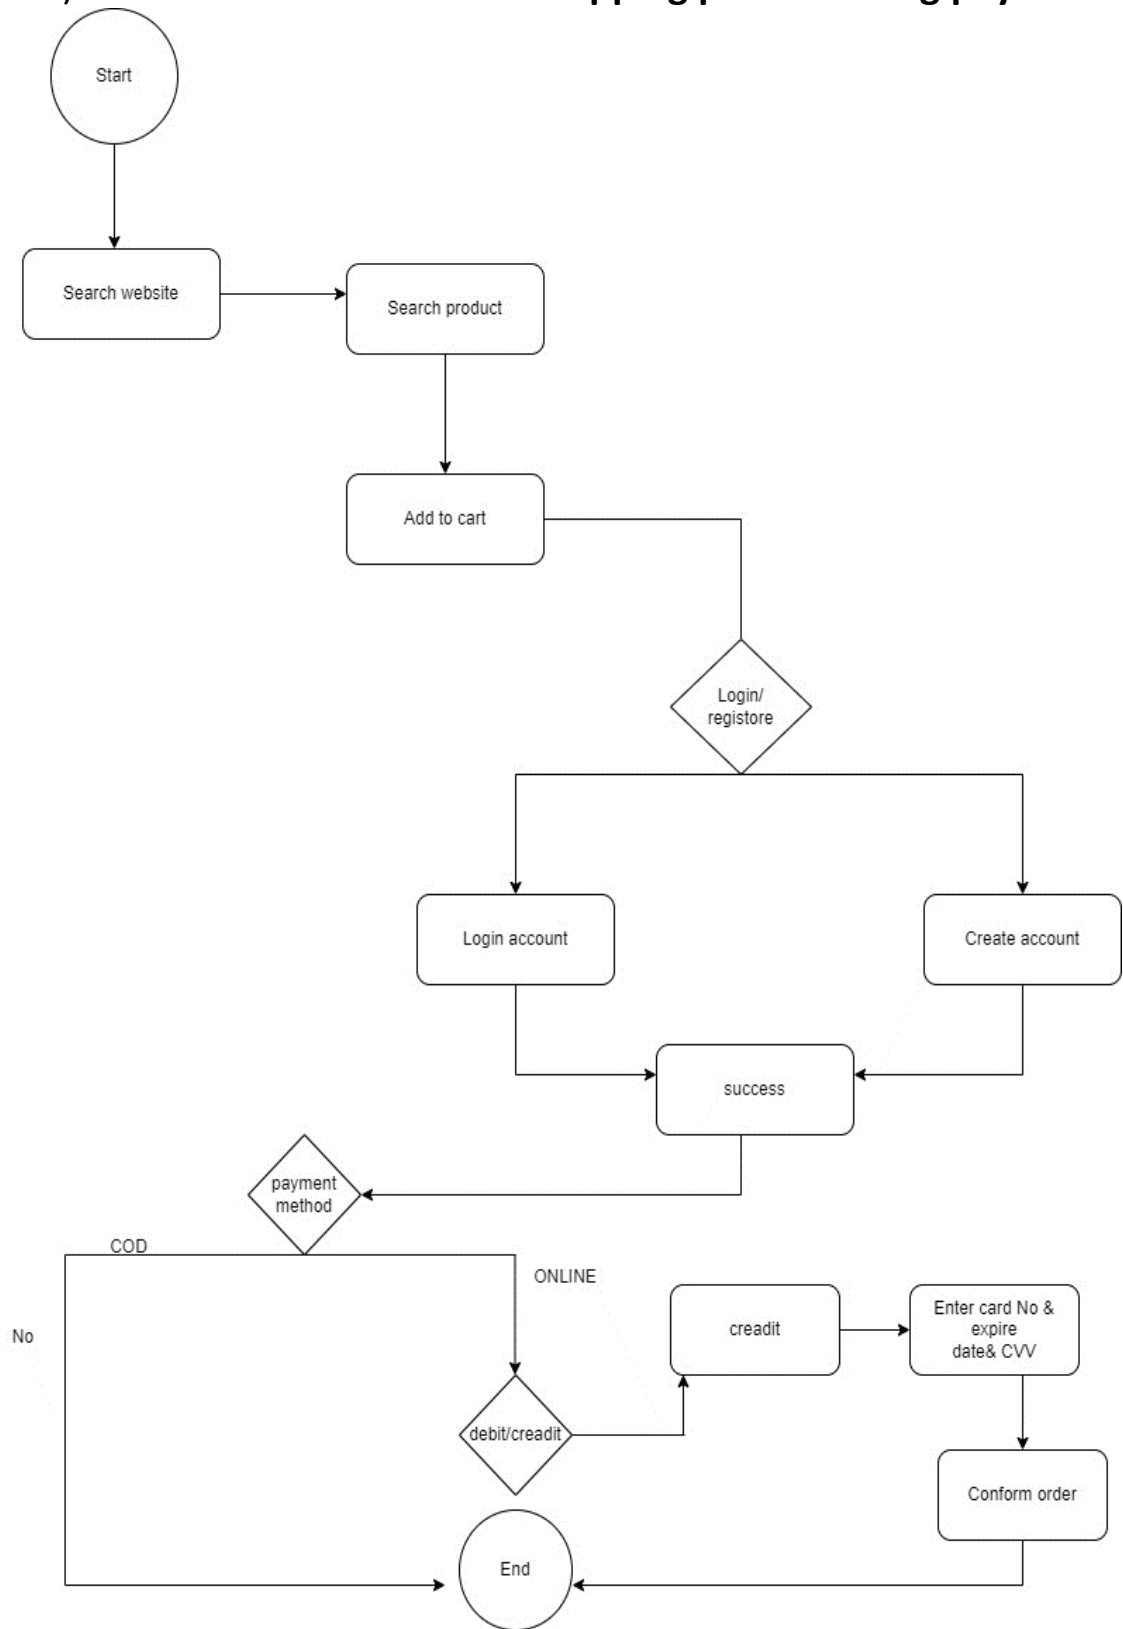 Start
Search website
Search product
Add to cart
Login/
registore
Login account
Create account
success
payment
method
COD
ONLINE
No
creadit
Enter card No &
expire
date& CVV
debit/creadit
Conform order
End